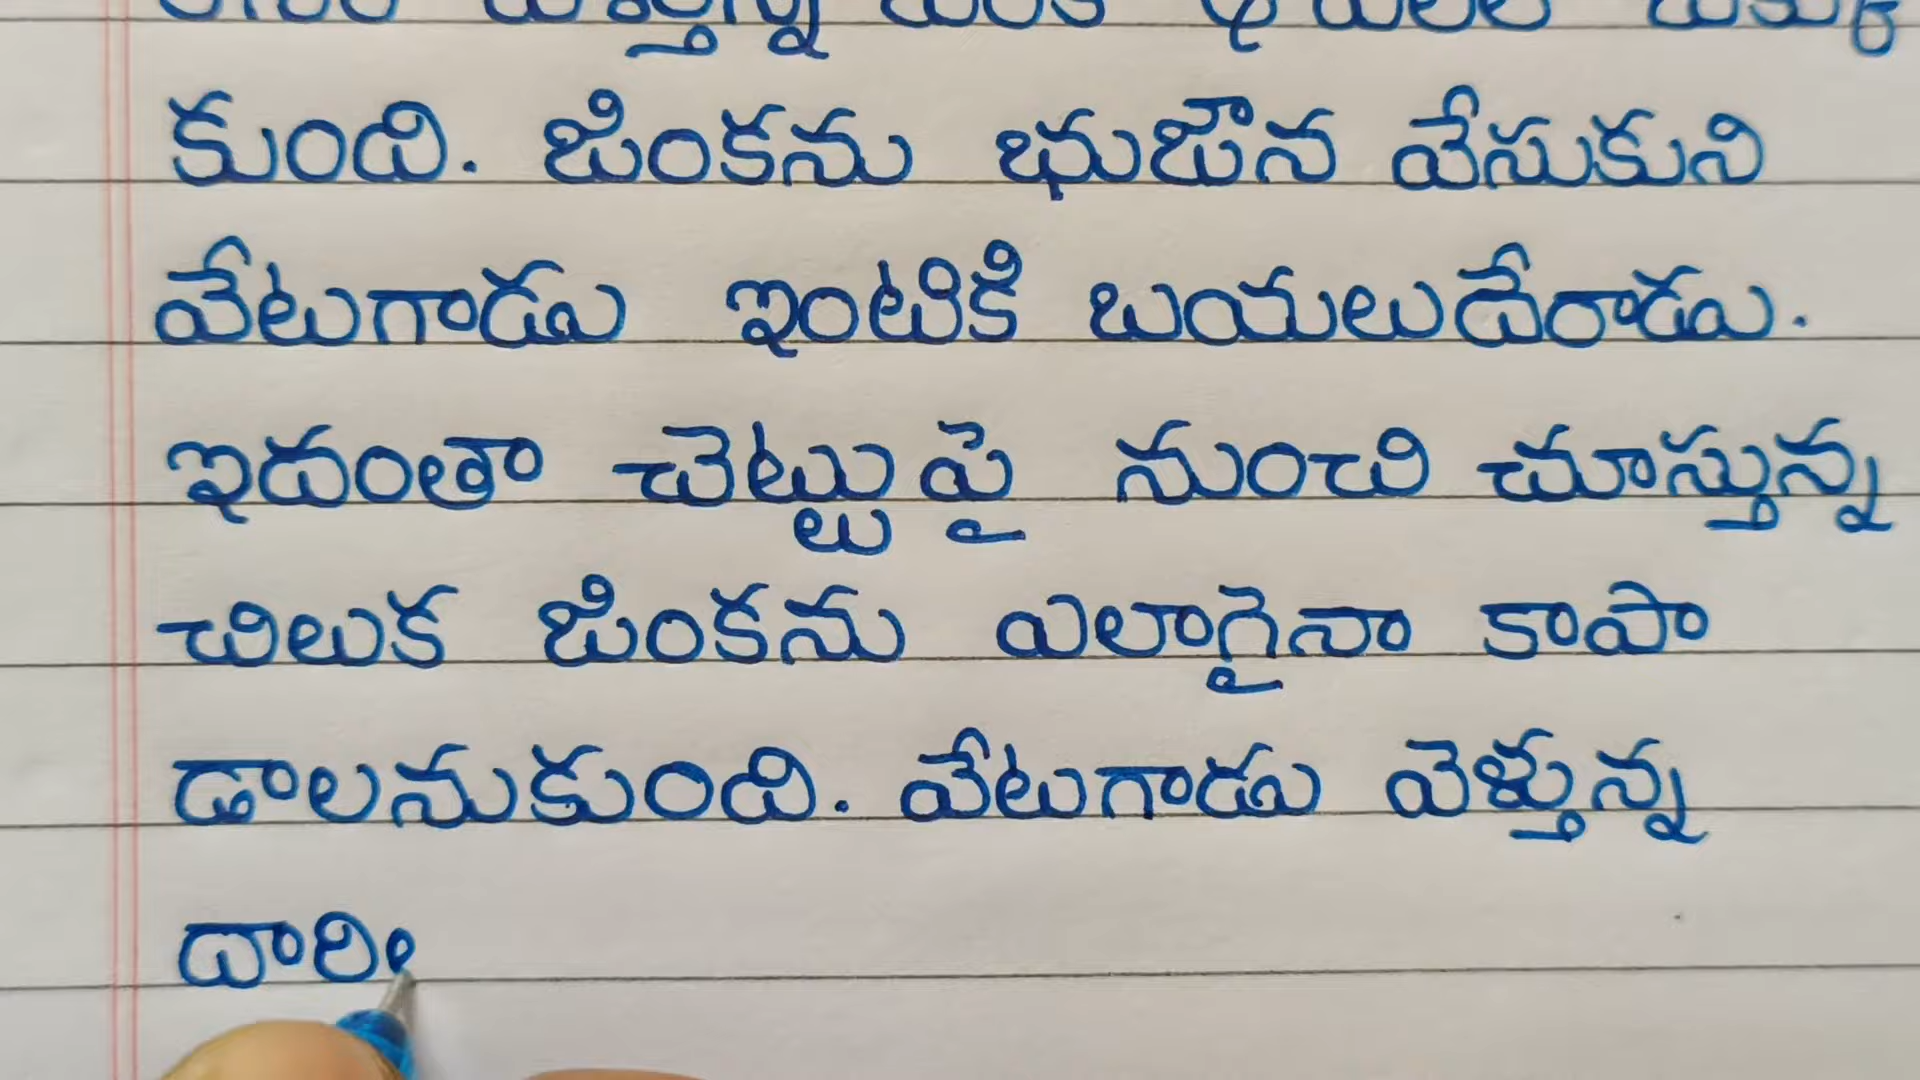 కుంది. జింకను భుజాన వేసుకుని
వేటగాడు ఇంటికి బయలుదేరాడు.
ఇదంతా చెట్టుపై నుంచి చూస్తున్న
చిలుక జింకను ఎలాగైనా కాపా
డాలనుకుంది. వేటగాడు వెళ్తున్న
దారి